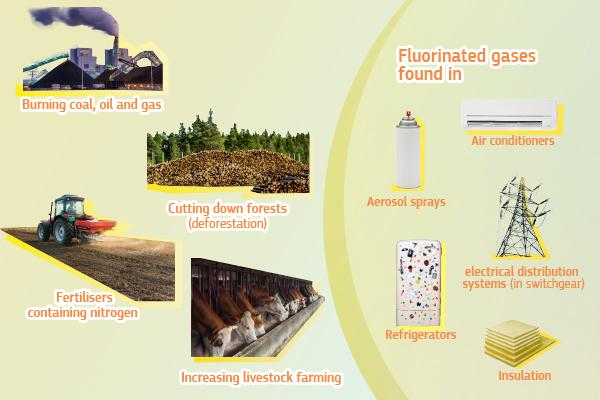 Burning coal, oil and gas
Cutting down forests
(deforestation)
Fertilisers
containing nitrogen
Increasing livestock farming
Fluorinated gases
found in
Air conditioners
Aerosol sprays
electrical distribution
systems (in switchgear)
Refrigerators
Insulation